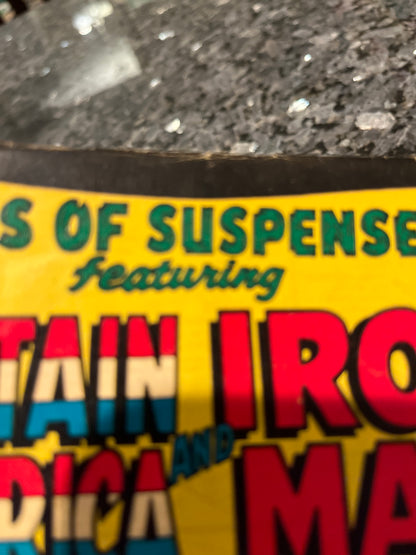 S OF SUSPENSE
featuring
TAIN IRO
AND
RICA MA